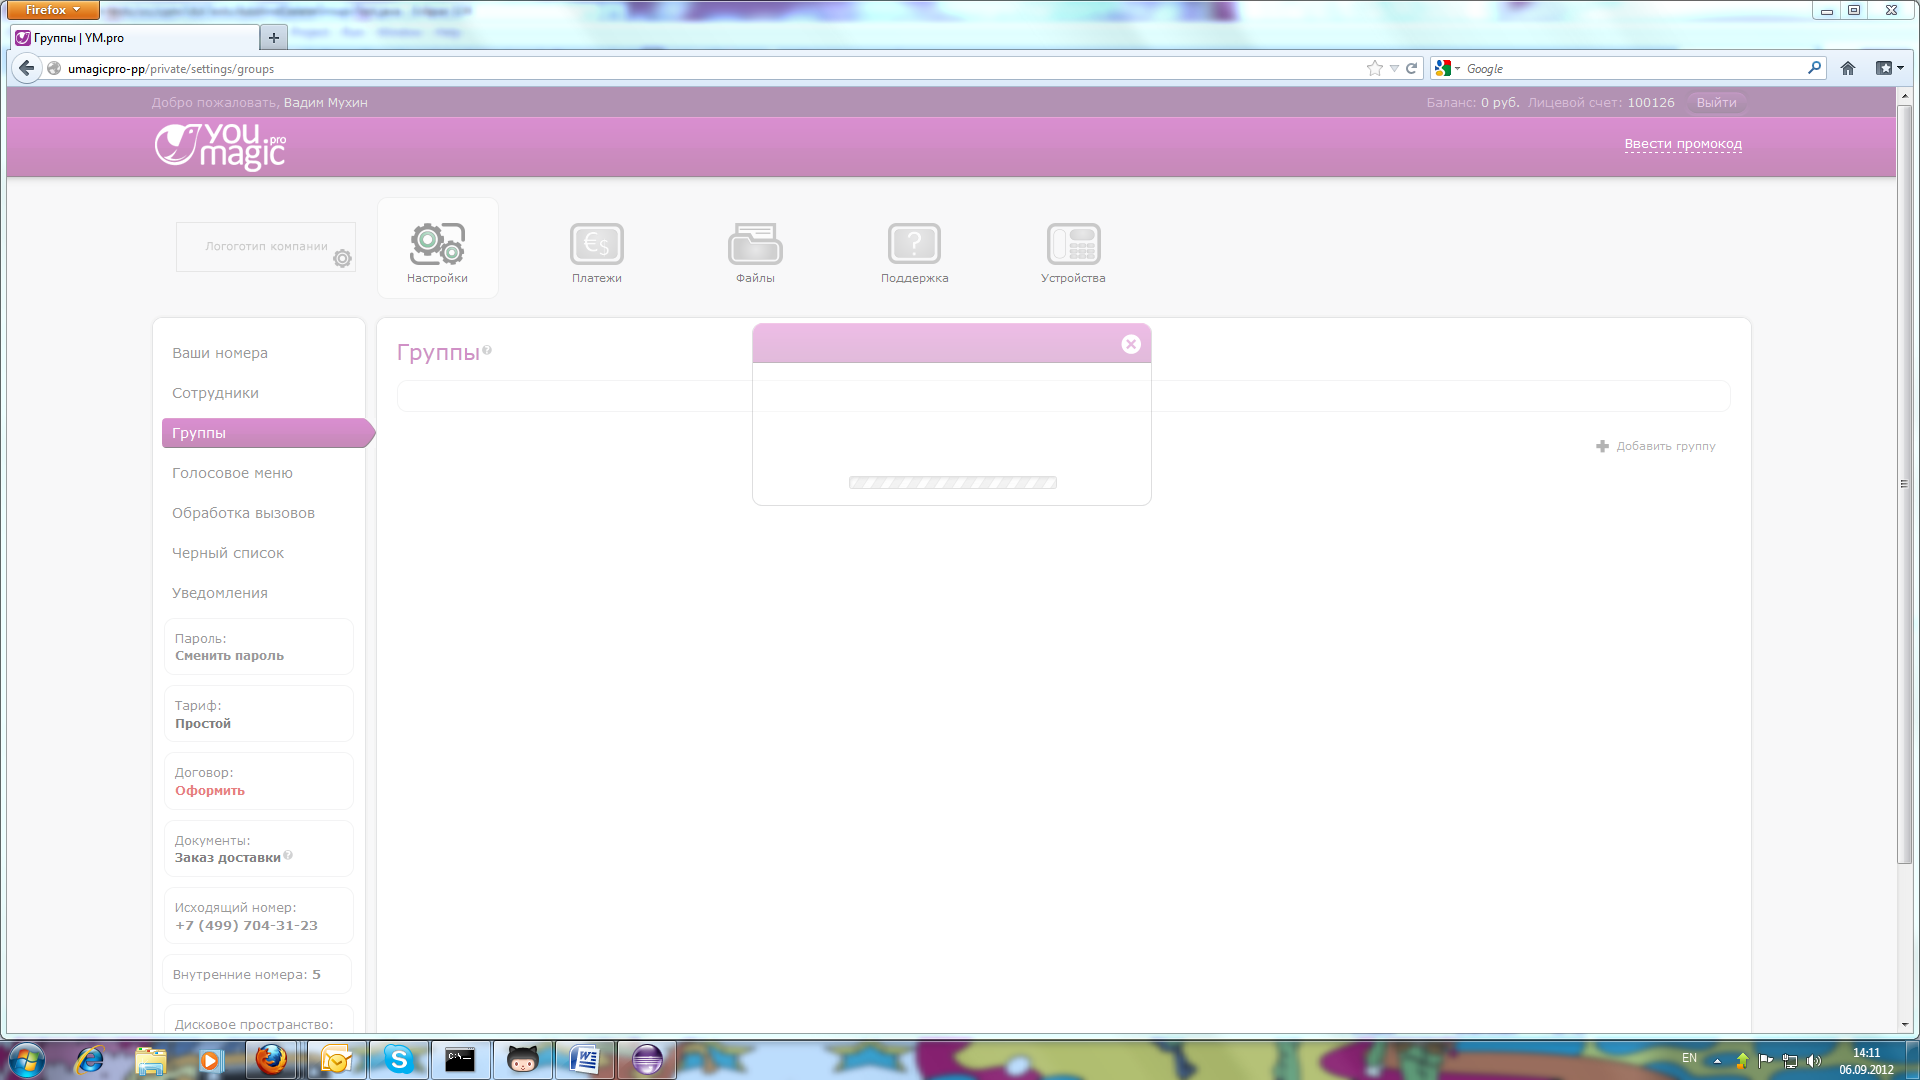 Firefox
Группы | YM.pro
umagicpro-pp/private/settings/groups
Google
Добро пожаловать, Вадим Мухин
Баланс: 0 руб. Лицевой счет: 100126 Выйти
you magic pro
Ввести промокод
Логоготип компании
Настройки
Платежи
Файлы
Поддержка
Устройства
Ваши номера
Сотрудники
Группы
Голосовое меню
Обработка вызовов
Черный список
Уведомления
Пароль:
Сменить пароль
Тариф:
Простой
Договор:
Оформить
Документы:
Заказ доставки
Исходящий номер:
+7 (499) 704-31-23
Внутренние номера: 5
Дисковое пространство:
Группы
Добавить группу
EN
14:11
06.09.2012